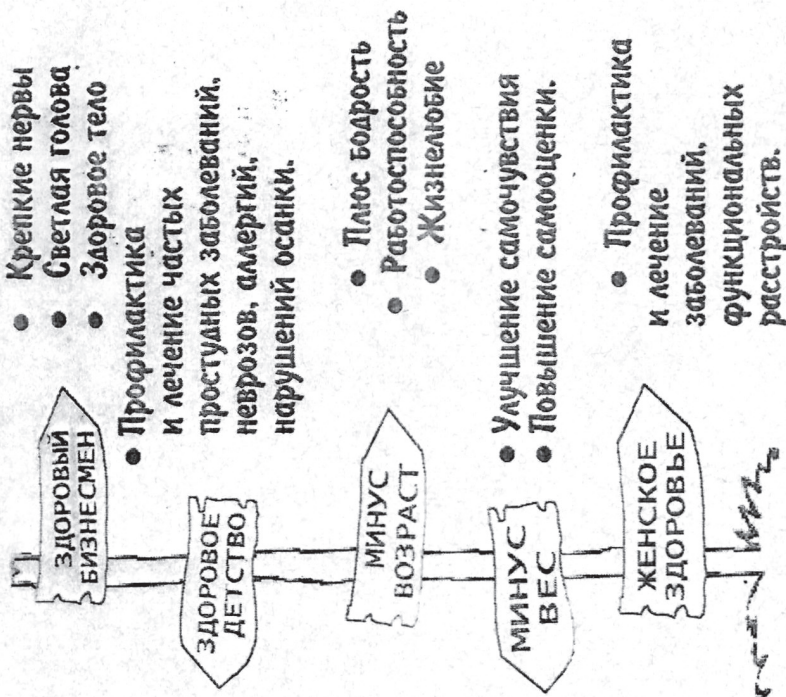 ЗДОРОВЫЙ
БИЗНЕСМЕН
• Крепкие нервы
• Светлая голова
• Здоровое тело
ЗДОРОВОЕ
ДЕТСТВО
• Профилактика
и лечение частых
простудных заболеваний,
неврозов, аллергий,
нарушений осанки.
МИНУС
ВОЗРАСТ
• Плюс бодрость
• Работоспособность
• Жизнелюбие
МИНУС
ВЕС
• Улучшение самочувствия
• Повышение самооценки.
ЖЕНСКОЕ
ЗДОРОВЬЕ
• Профилактика
и лечение
заболеваний,
функциональных
расстройств.